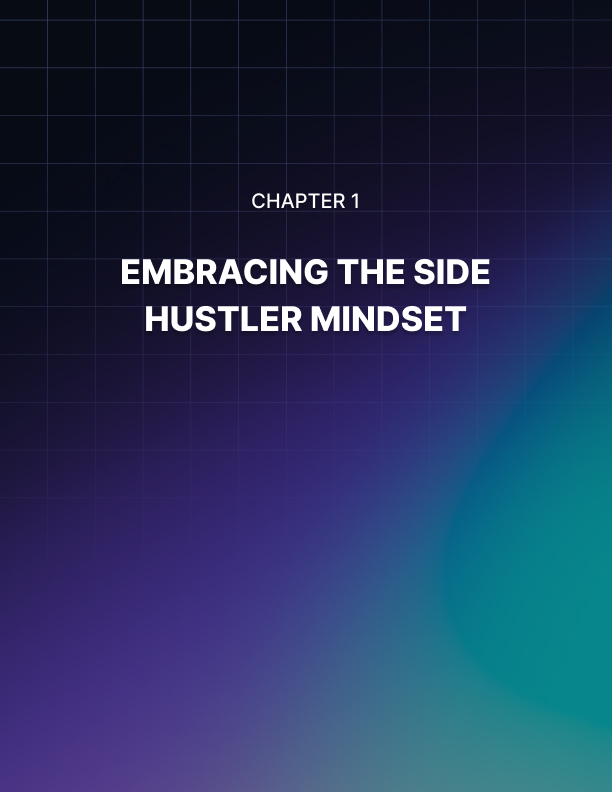 CHAPTER 1
EMBRACING THE SIDE
HUSTLER MINDSET